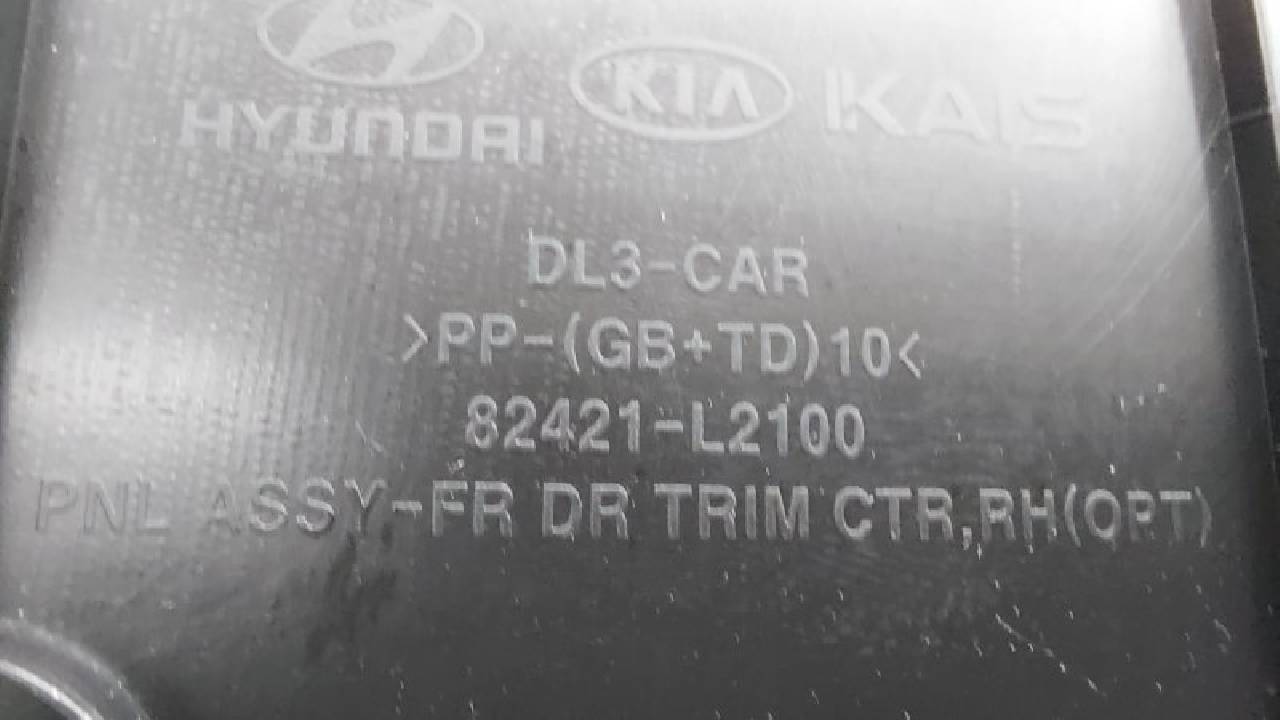 HYUNDAI KIA KAIS
DL3-CAR
>PP-(GB+TD)10<
82421-L2100
PNL ASSY-FR DR TRIM CTR,RH(OPT)